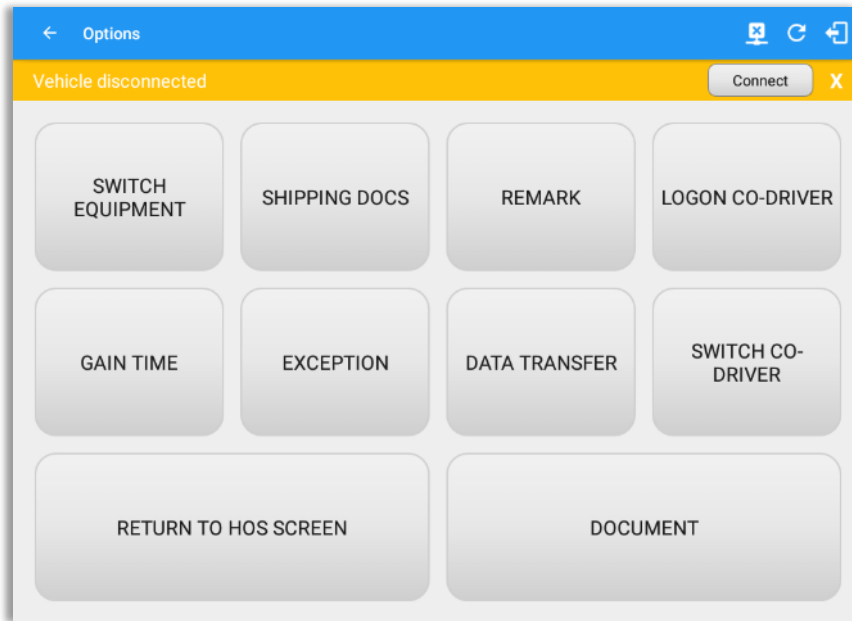 Options
Vehicle disconnected
Connect
X
SWITCH
EQUIPMENT
SHIPPING DOCS
REMARK
LOGON CO-DRIVER
GAIN TIME
EXCEPTION
DATA TRANSFER
SWITCH CO-
DRIVER
RETURN TO HOS SCREEN
DOCUMENT